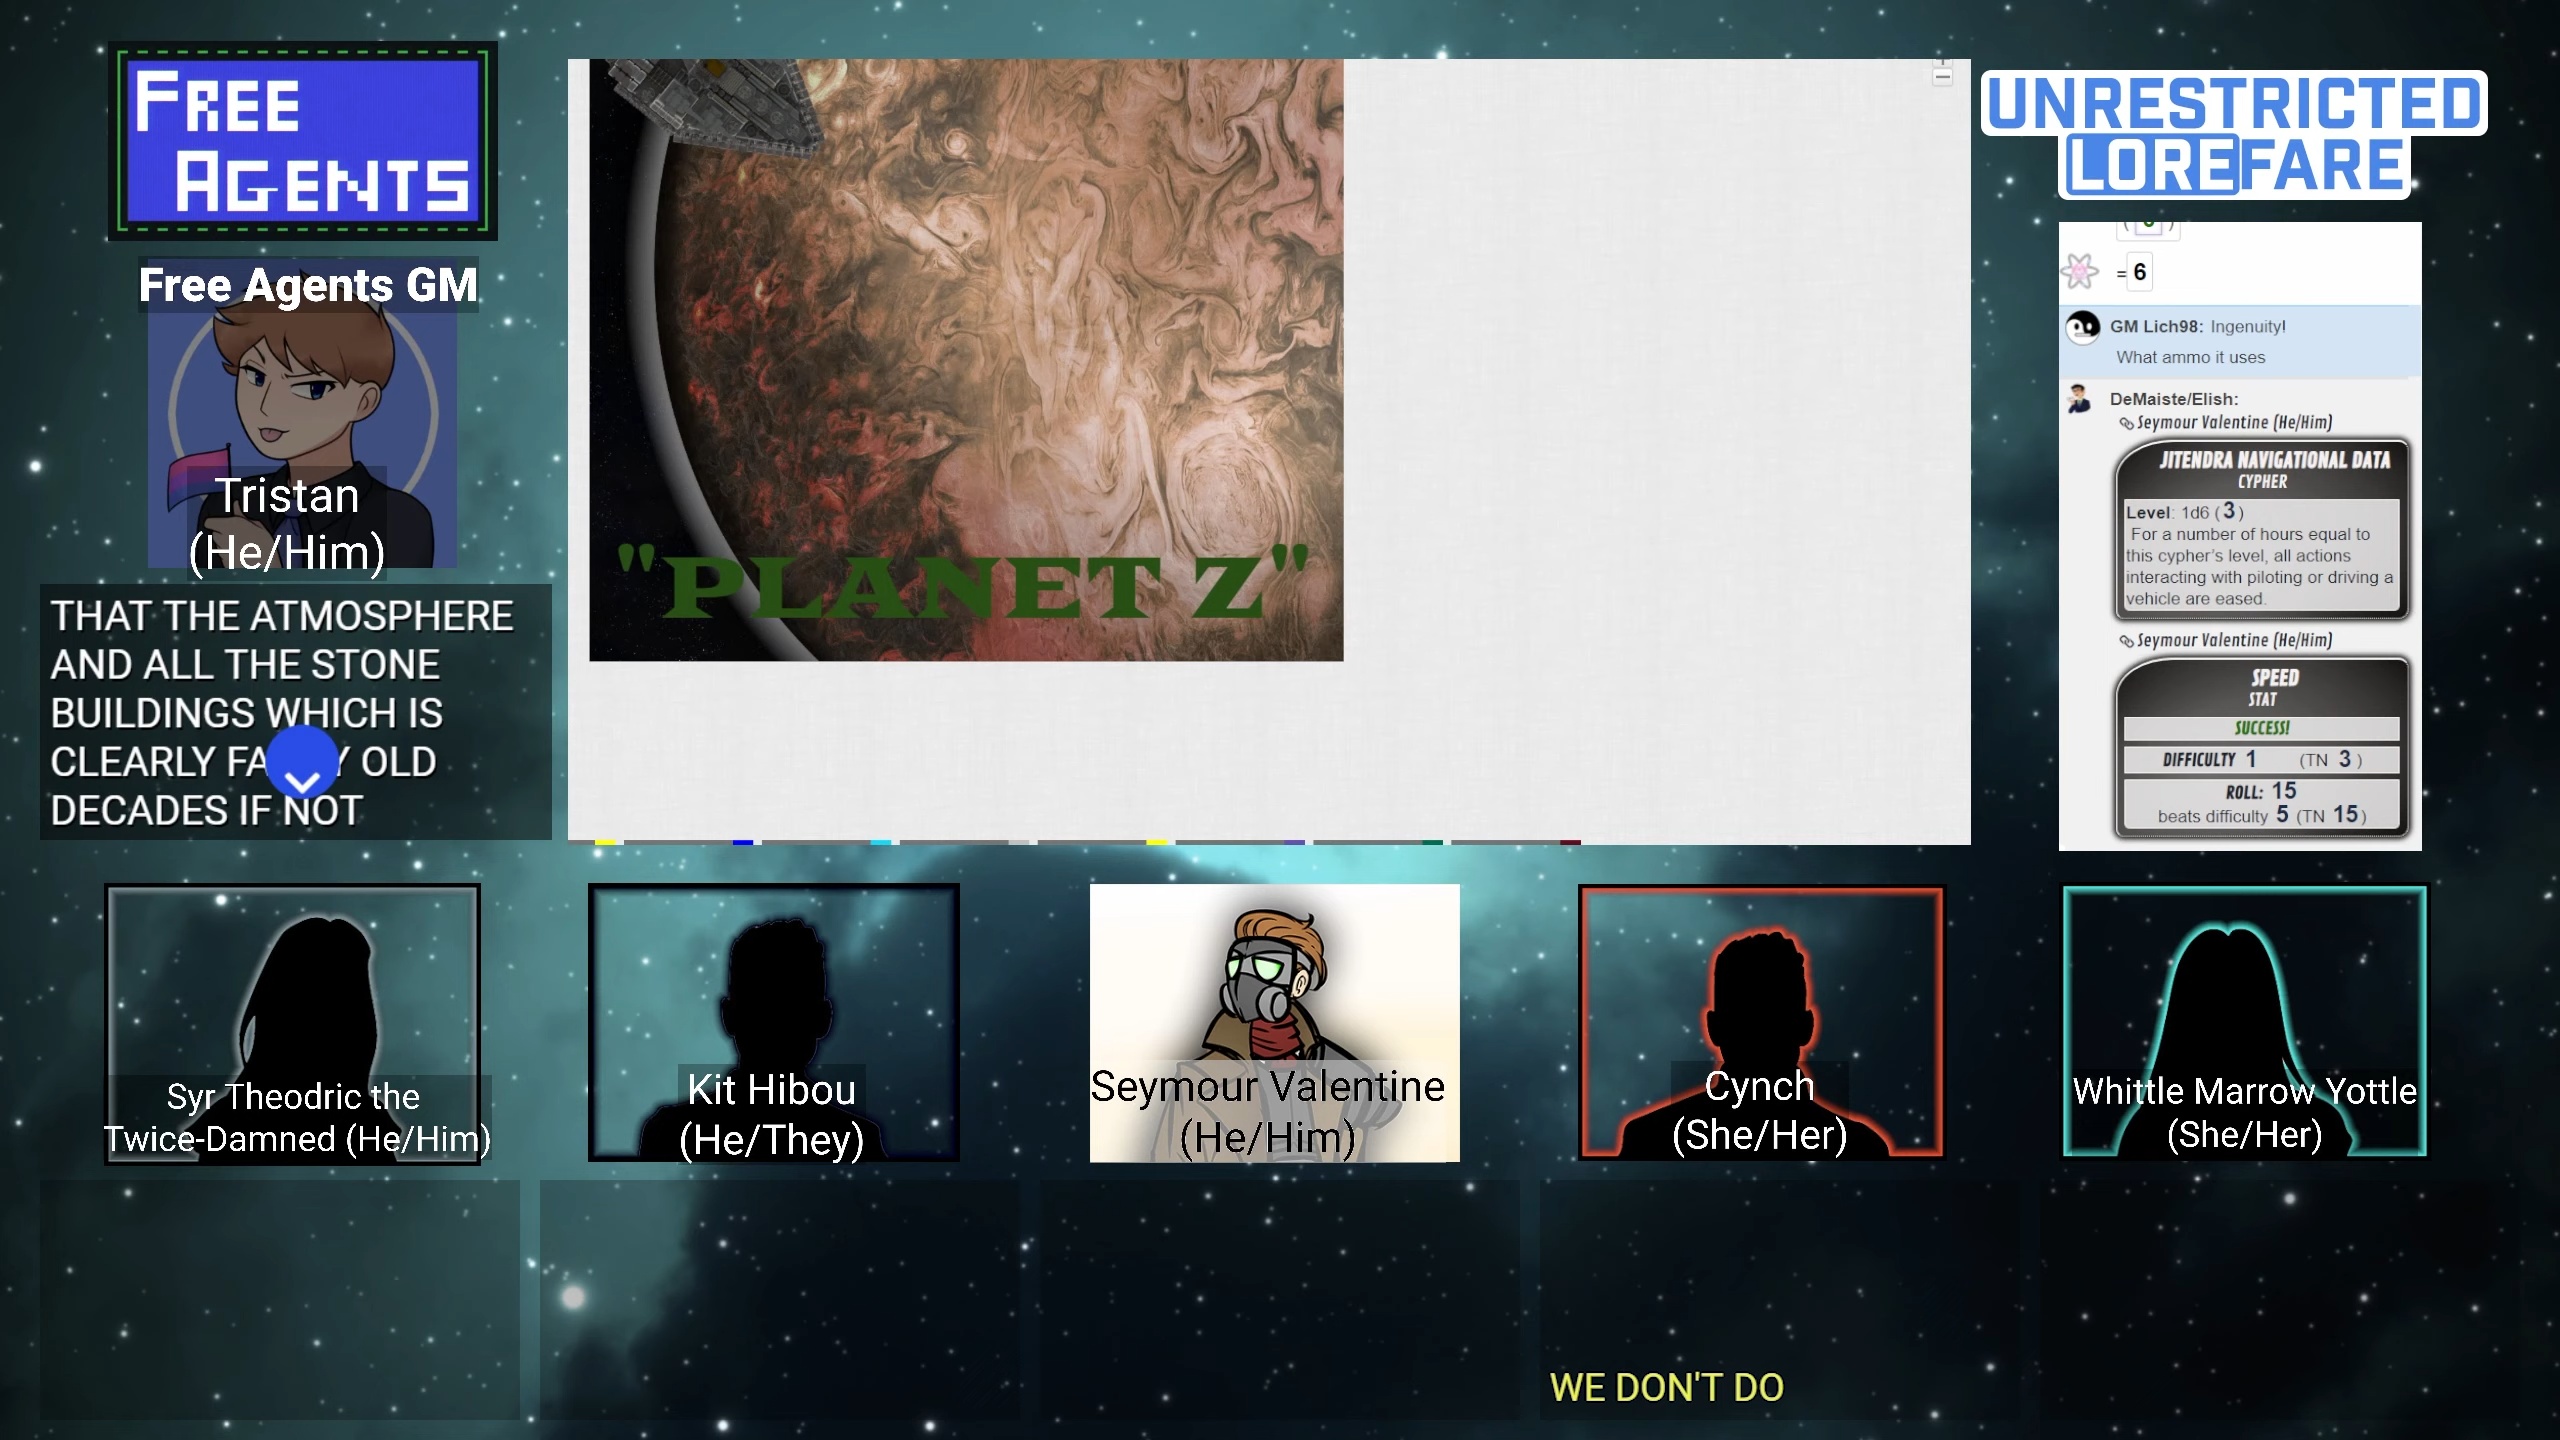 FREE
AGENTS
Free Agents GM
Tristan
(He/Him)
THAT THE ATMOSPHERE
AND ALL THE STONE
BUILDINGS WHICH IS
CLEARLY OLD
DECADES IF NOT
"PLANET Z"
UNRESTRICTED
LOREFARE
= 6
GM Lich98: Ingenuity!
What ammo it uses
DeMaiste/Elish:
Seymour Valentine (He/Him)
JITENDRA NAVIGATIONAL DATA
CYPHER
Level: 1d6 (3)
For a number of hours equal to
this cypher's level, all actions
interacting with piloting or driving a
vehicle are eased.
Seymour Valentine (He/Him)
SPEED
STAT
SUCCESS!
DIFFICULTY 1 (TN 3)
ROLL: 15
beats difficulty 5 (TN 15)
Syr Theodric the
Twice-Damned (He/Him)
Kit Hibou
(He/They)
Seymour Valentine
(He/Him)
Cynch
(She/Her)
Whittle Marrow Yottle
(She/Her)
WE DON'T DO